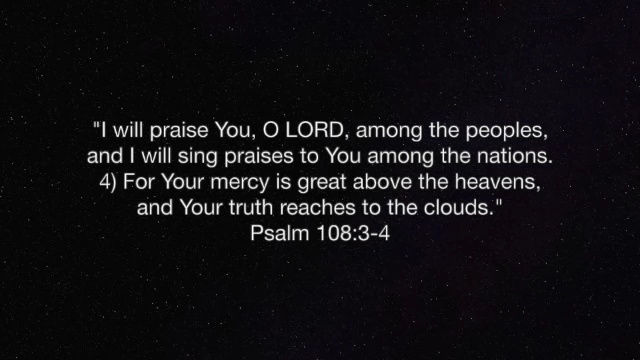 "I will praise You, O LORD, among the peoples,
and I will sing praises to You among the nations.
4) For Your mercy is great above the heavens,
and Your truth reaches to the clouds."
Psalm 108:3-4